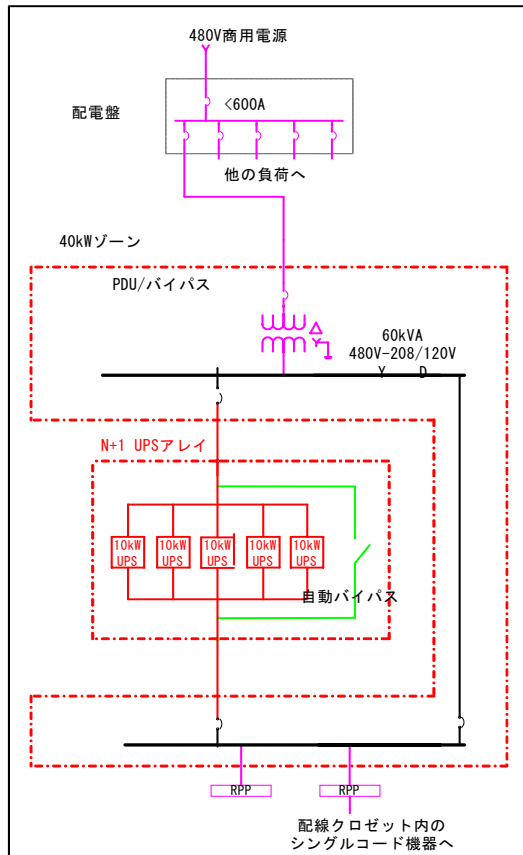 480V商用電源
<600A
配電盤
他の負荷へ
40kWゾーン
PDU/バイパス
60kVA
480V-208/120V
Y D
N+1 UPSアレイ
10kW 10kW 10kW 10kW 10kW
UPS UPS UPS UPS UPS
自動バイパス
RPP RPP
配線クロゼット内の
シングルコード機器へ